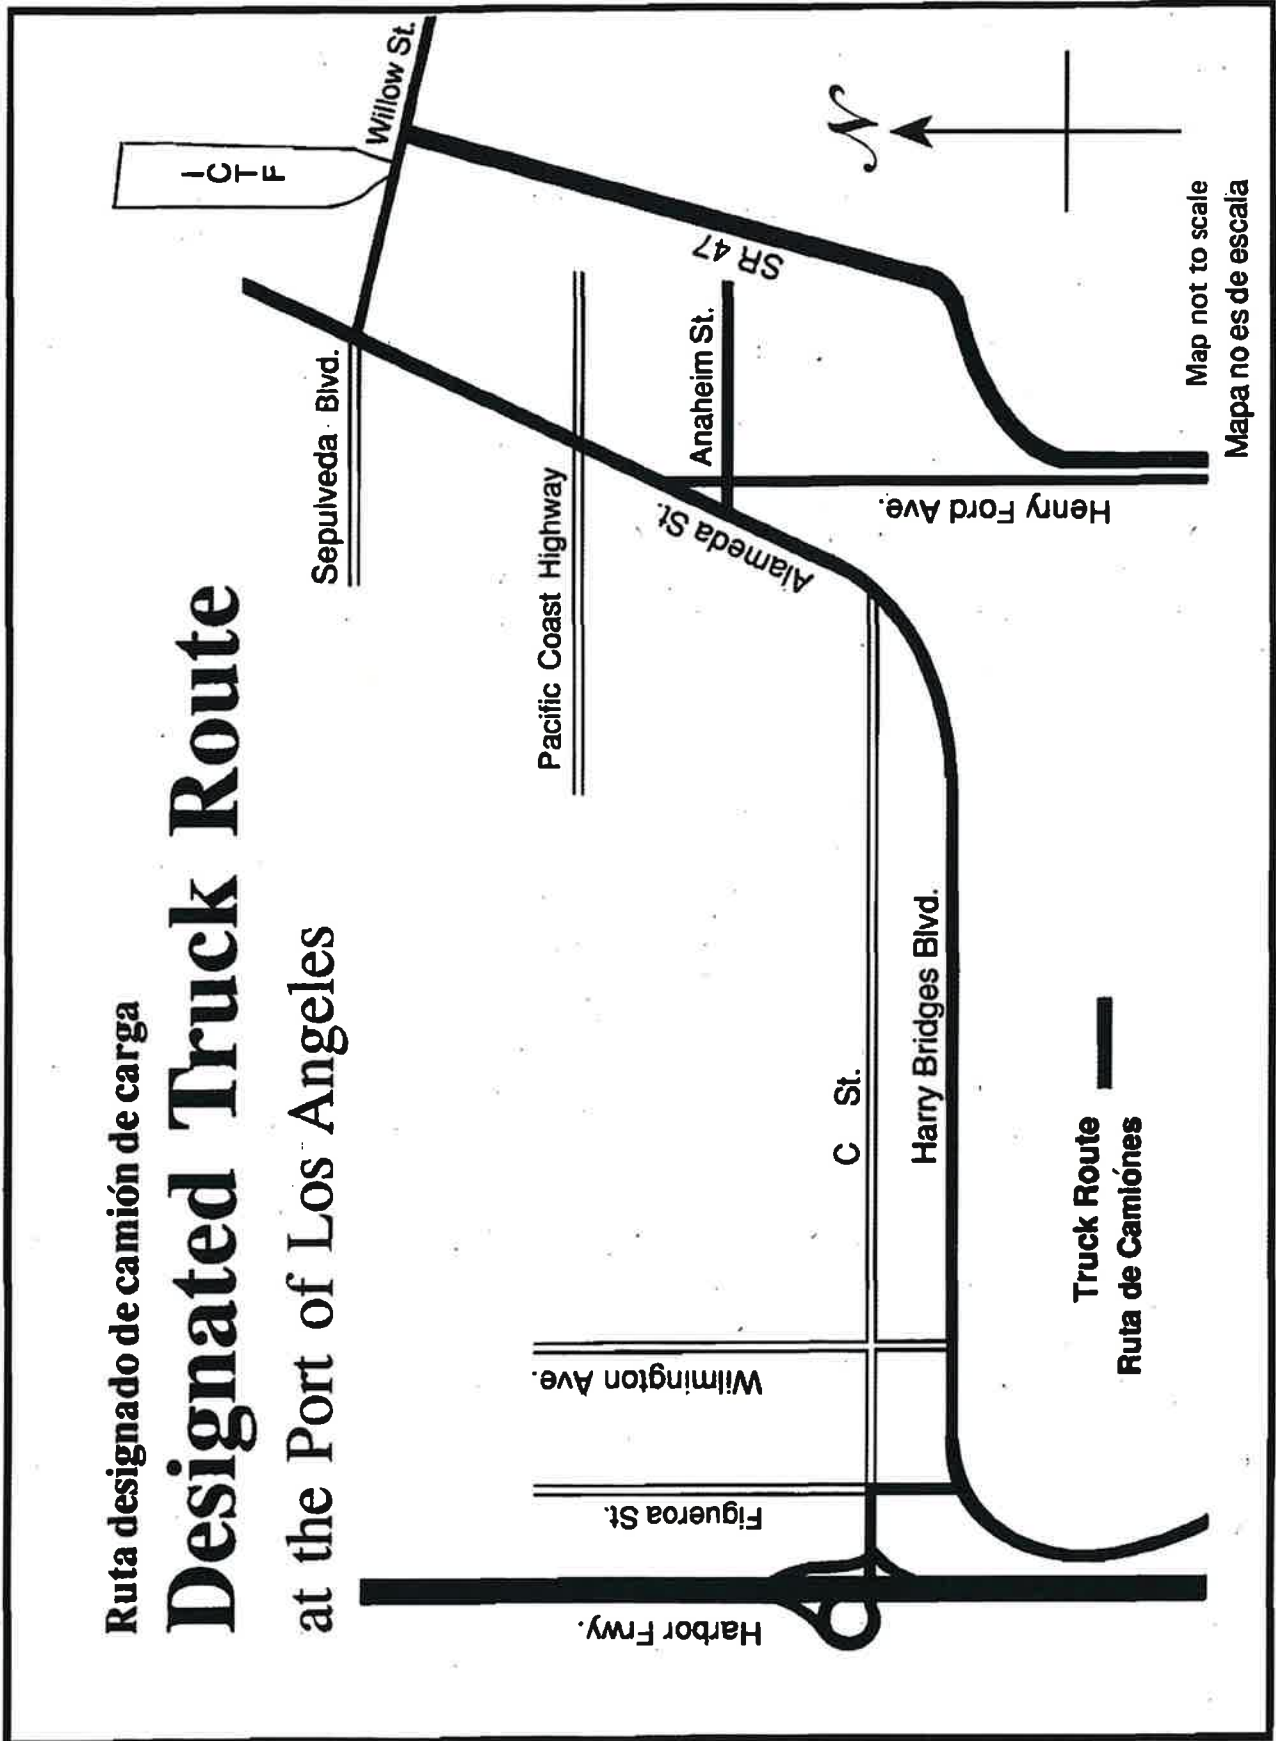 Ruta designado de camión de carga
Designated Truck Route
at the Port of Los Angeles
ICTF
Willow St.
Sepulveda Blvd.
Pacific Coast Highway
SR 47
Anaheim St.
Alameda St.
Henry Ford Ave.
N
C St.
Harry Bridges Blvd.
Wilmington Ave.
Figueroa St.
Harbor Frwy.
Truck Route
Ruta de Camiónes
Map not to scale
Mapa no es de escala